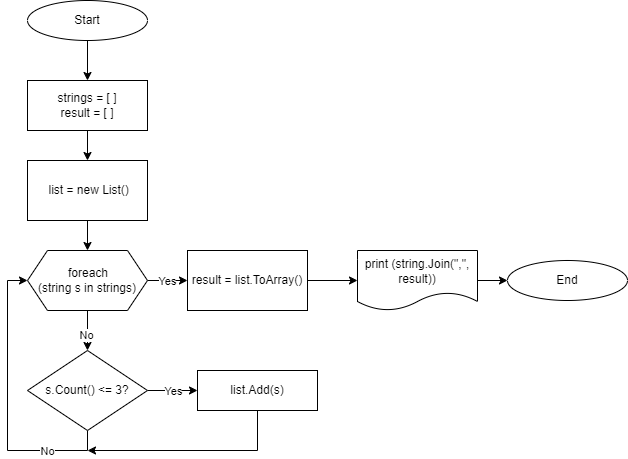 Start
strings = [ ]
result = [ ]
list = new List()
foreach
(string s in strings)
Yes
result = list.ToArray()
print (string.Join(",",
result))
End
No
s.Count() <= 3?
Yes
list.Add(s)
No